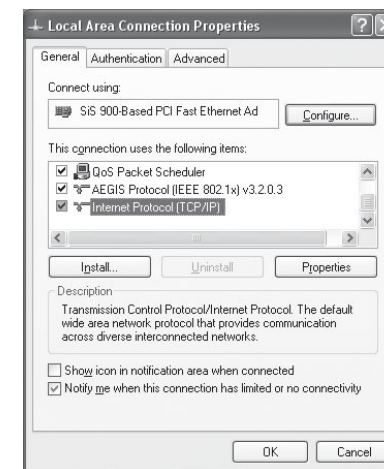 Local Area Connection Properties
General Authentication Advanced
Connect using:
SiS 900-Based PCI Fast Ethernet Ad Configure...
This connection uses the following items:
QoS Packet Scheduler
AEGIS Protocol (IEEE 802.1x) v3.2.0.3
Internet Protocol (TCP/IP)
Install... Uninstall Properties
Description
Transmission Control Protocol/Internet Protocol. The default
wide area network protocol that provides communication
across diverse interconnected networks.
Show icon in notification area when connected
Notify me when this connection has limited or no connectivity
OK Cancel